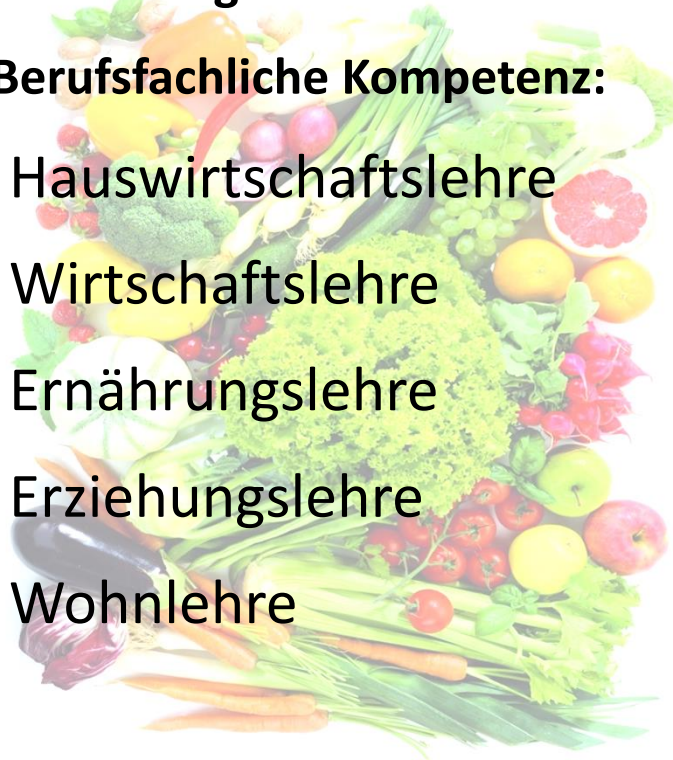 Berufsfachliche Kompetenz:
Hauswirtschaftslehre
Wirtschaftslehre
Ernährungslehre
Erziehungslehre
Wohnlehre